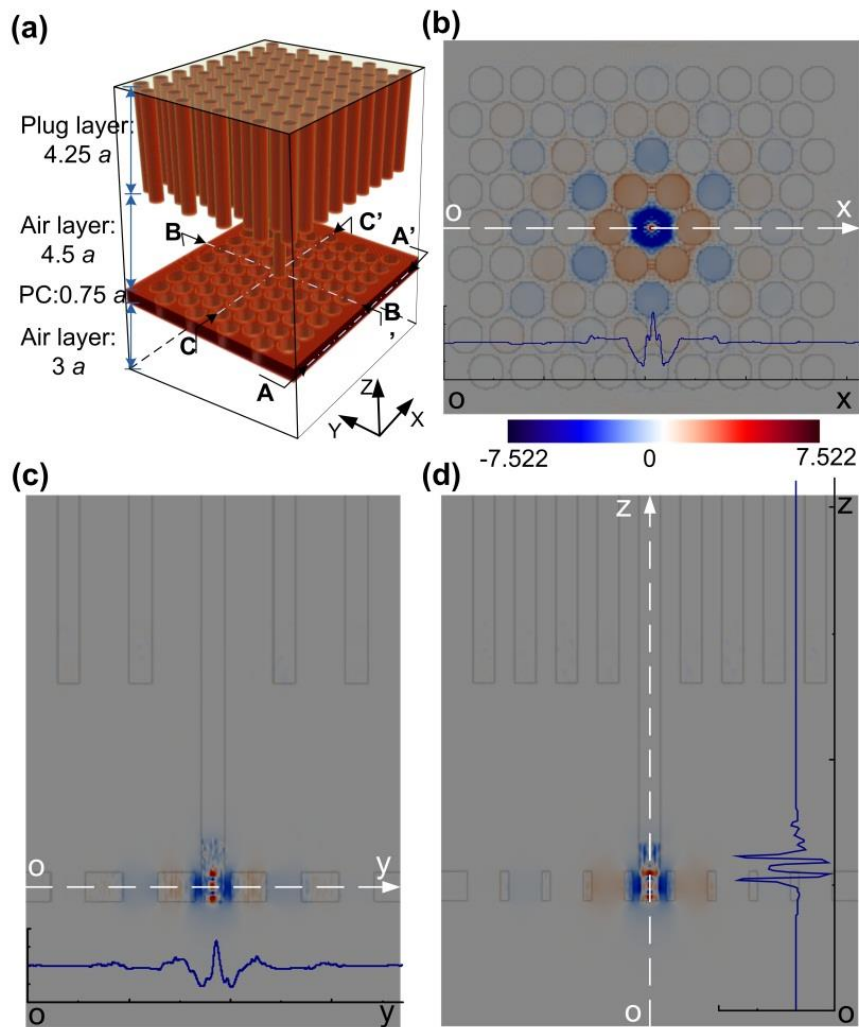 (a)
Plug layer:
4.25 a
Air layer:
4.5 a
PC:0.75 a
Air layer:
3 a
B
C'
A'
B
'
C
A
Z
Y
X
(b)
o
x
o
x
-7.522
0
7.522
(c)
o
y
o
y
(d)
z
z
o
o